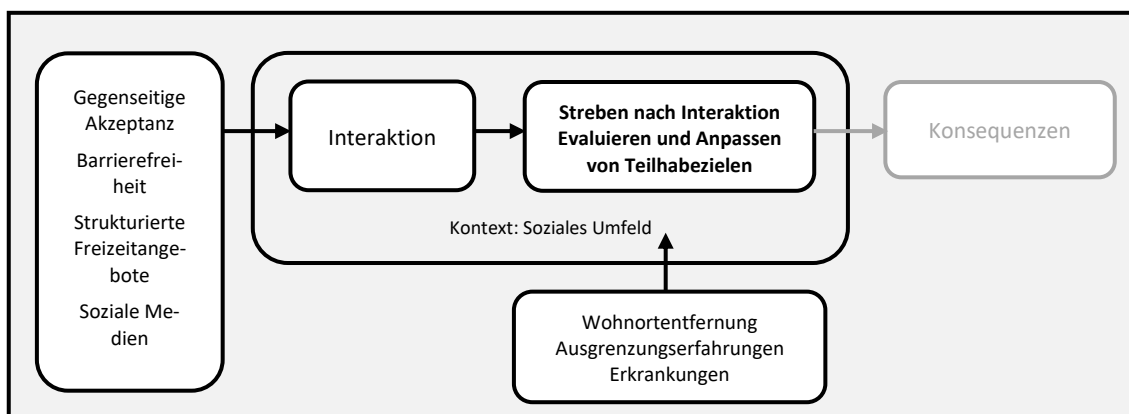 Gegenseitige
Akzeptanz
Barrierefrei-
heit
Strukturierte
Freizeitange-
bote
Soziale Me-
dien
Interaktion
Streben nach Interaktion
Evaluieren und Anpassen
von Teilhabezielen
Konsequenzen
Kontext: Soziales Umfeld
Wohnortentfernung
Ausgrenzungserfahrungen
Erkrankungen